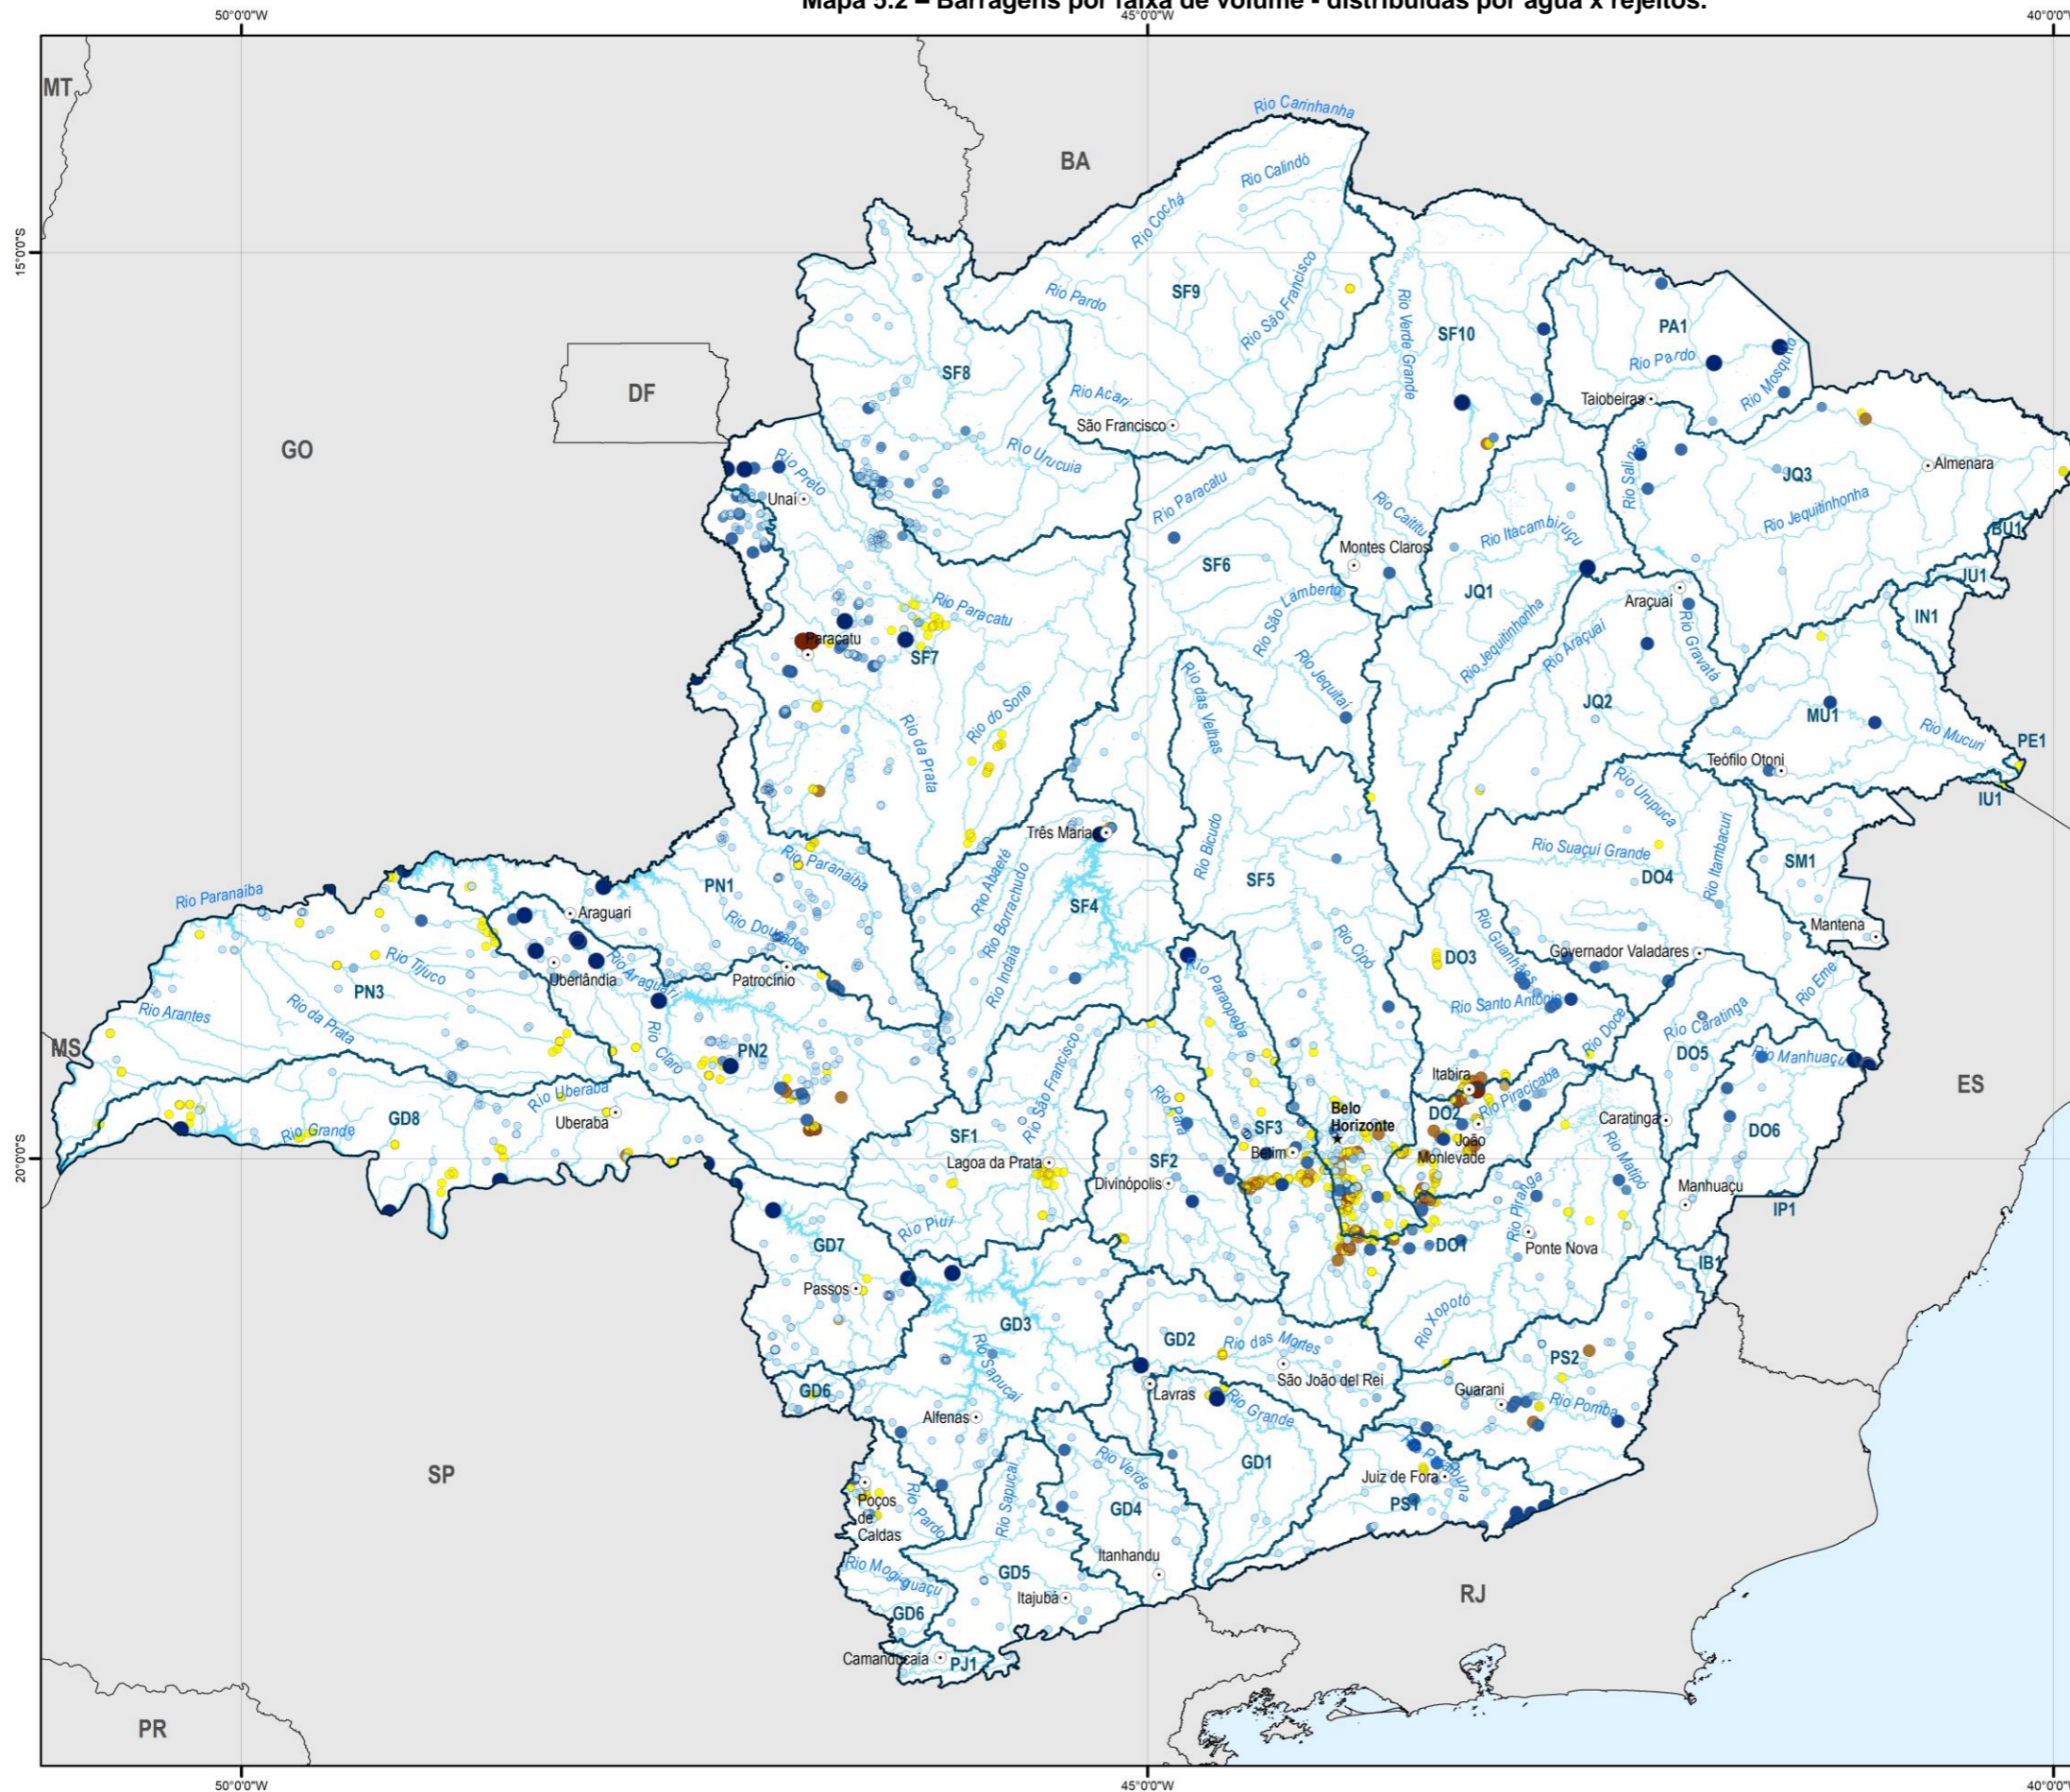 Mapa 5.2 – Barragens por faixa de volume - distribuídas por água x rejeitos.
50°0'0"W
45°0'0"W
MT
Rio Carinhanha
BA
Rio Calindó
Rio Cochá
15°0'0"S
Rio Pardo
SF9
Rio São Francisco
Rio Verde Grande
SF10
PA1
Rio Pardo
Rio Mosquito
DF
SF8
Rio Acari
Taiobeiras
São Francisco
GO
Rio Urucuia
Rio Preto
Unaí
Rio Paracatu
Rio Salinas
Almenara
JQ3
Rio Jequitinhonha
Rio Caititu
Rio Itacambiruçu
BU1
Montes Claros
SF6
IU1
JQ1
Rio São Lamberto
Araçuaí
IN1
Rio Paracatu
Paracatu
SF7
Rio Jequitinhonha
Rio Araçuaí
Rio Gravatá
Rio das Velhas
Rio Jequitaí
JQ2
MU1
Rio Mucuri
Rio do Sono
Rio da Prata
PE1
Teófilo Otoni
IU1
Rio Urupuca
Três Marias
Rio Bicudo
Rio Suaçuí Grande
Rio Itambacuri
SM1
Rio Paranaíba
DO4
PN1
Rio Abaeté
Rio Borrachudo
SF5
Rio Paranaíba
SF4
Araguari
Rio Dourados
Mantena
Rio Cipó
Rio Guanhães
DO3
Governador Valadares
Rio Tijuco
Uberlândia
Rio Araguari
Patrocínio
Rio Indaiá
Rio Paraopeba
PN3
Rio Eme
Rio Santo Antônio
Rio Arantes
Rio da Prata
Rio Doce
Rio Caratinga
MS
Rio Claro
PN2
DO5
Rio Manhuaçu
Rio São Francisco
Itabira
Rio Piracicaba
ES
Rio Uberaba
Rio Pará
Belo
Horizonte
DO2
GD8
Uberaba
Caratinga
Rio Grande
SF1
SF3
DO6
20°0'0"S
Betim
João
Monlevade
Lagoa da Prata
SF2
Rio Matipó
Divinópolis
Manhuaçu
Rio Piranga
IP1
Rio Piuí
GD7
DO1
Ponte Nova
IB1
Passos
Rio Xopotó
GD3
GD2
Rio das Mortes
PS2
Rio Sapucaí
São João del Rei
GD6
Lavras
Guarani
Rio Grande
Rio Pomba
Alfenas
GD1
SP
Rio Verde
Juiz de Fora
Poços
de
Caldas
Rio Pardo
Rio Sapucaí
GD4
PS1
Itanhandu
Rio Mogi-guaçu
GD5
Itajubá
RJ
GD6
Camanducaia
PJ1
PR
50°0'0"W
45°0'0"W